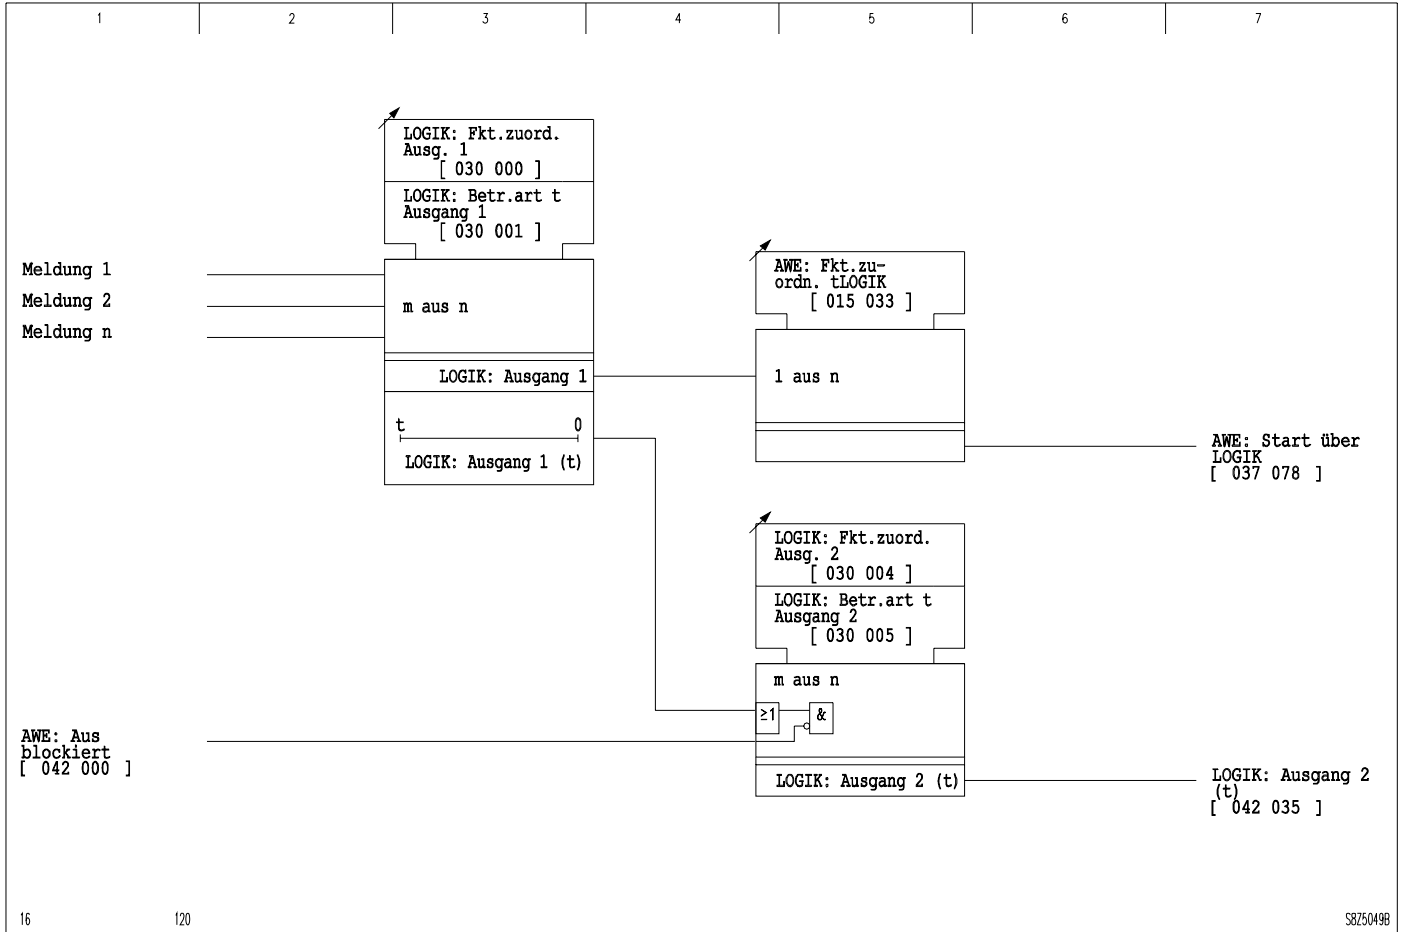 1 2 3 4 5 6 7
LOGIK: Fkt.zuord.
Ausg. 1
[ 030 000 ]
LOGIK: Betr.art t
Ausgang 1
[ 030 001 ]
Meldung 1
Meldung 2
Meldung n
m aus n
LOGIK: Ausgang 1
t 0
LOGIK: Ausgang 1 (t)
AWE: Fkt.zu-
ordn. tLOGIK
[ 015 033 ]
1 aus n
AWE: Start über
LOGIK
[ 037 078 ]
LOGIK: Fkt.zuord.
Ausg. 2
[ 030 004 ]
LOGIK: Betr.art t
Ausgang 2
[ 030 005 ]
m aus n
≥1 &
AWE: Aus
blockiert
[ 042 000 ]
LOGIK: Ausgang 2 (t)
LOGIK: Ausgang 2
(t)
[ 042 035 ]
16 120 S8Z5049B